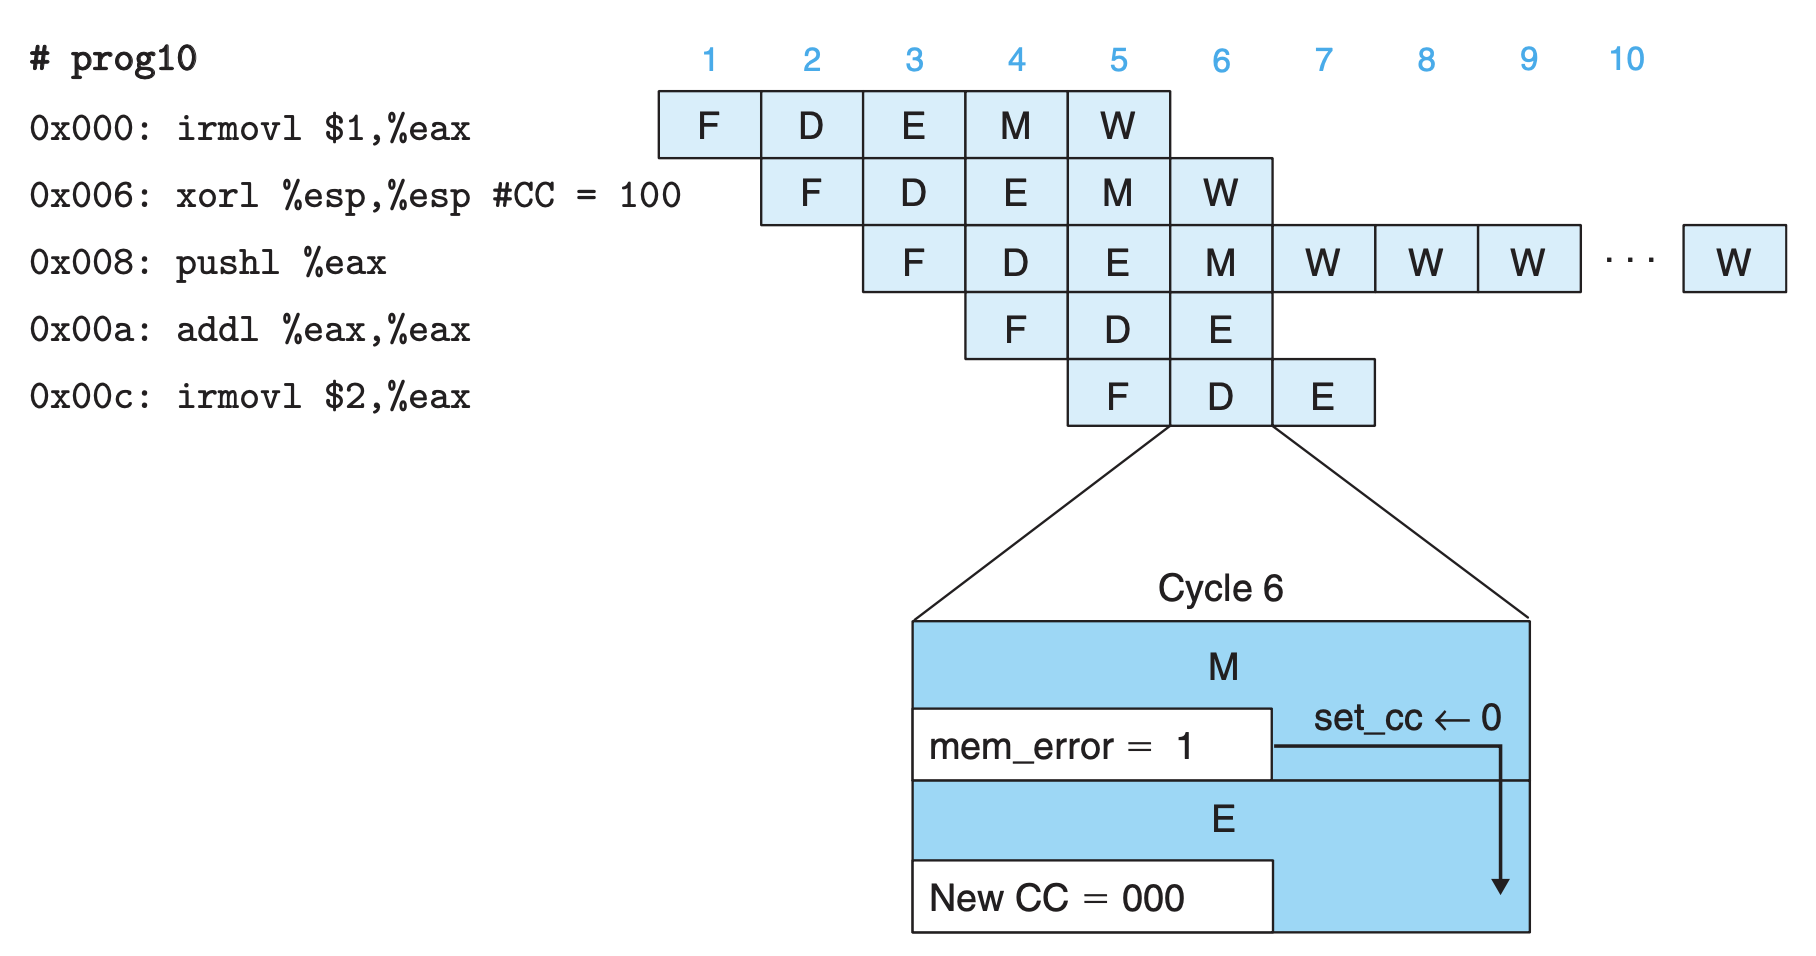 # prog10
1 2 3 4 5 6 7 8 9 10
0x000: irmovl $1,%eax F D E M W
0x006: xorl %esp,%esp #CC = 100 F D E M W
0x008: pushl %eax F D E M W W W ... W
0x00a: addl %eax,%eax F D E
0x00c: irmovl $2,%eax F D E
Cycle 6
M
set_cc ← 0
mem_error = 1
E
New CC = 000